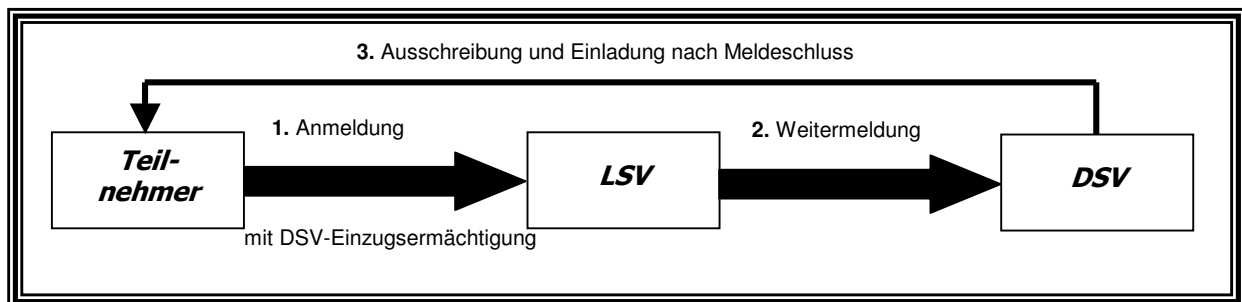 3. Ausschreibung und Einladung nach Meldeschluss
1. Anmeldung
2. Weitermeldung
Teil-
nehmer
LSV
DSV
mit DSV-Einzugsermächtigung